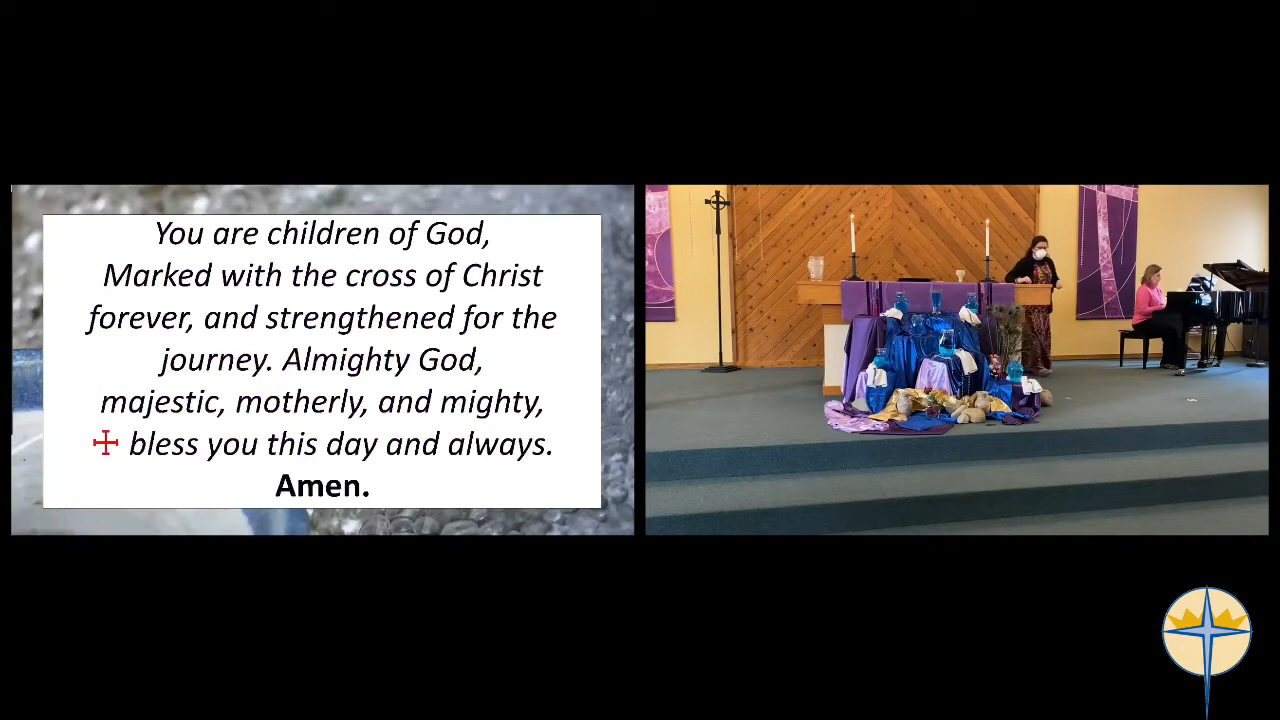 You are children of God,
Marked with the cross of Christ
forever, and strengthened for the
journey. Almighty God,
majestic, motherly, and mighty,
☩ bless you this day and always.
Amen.